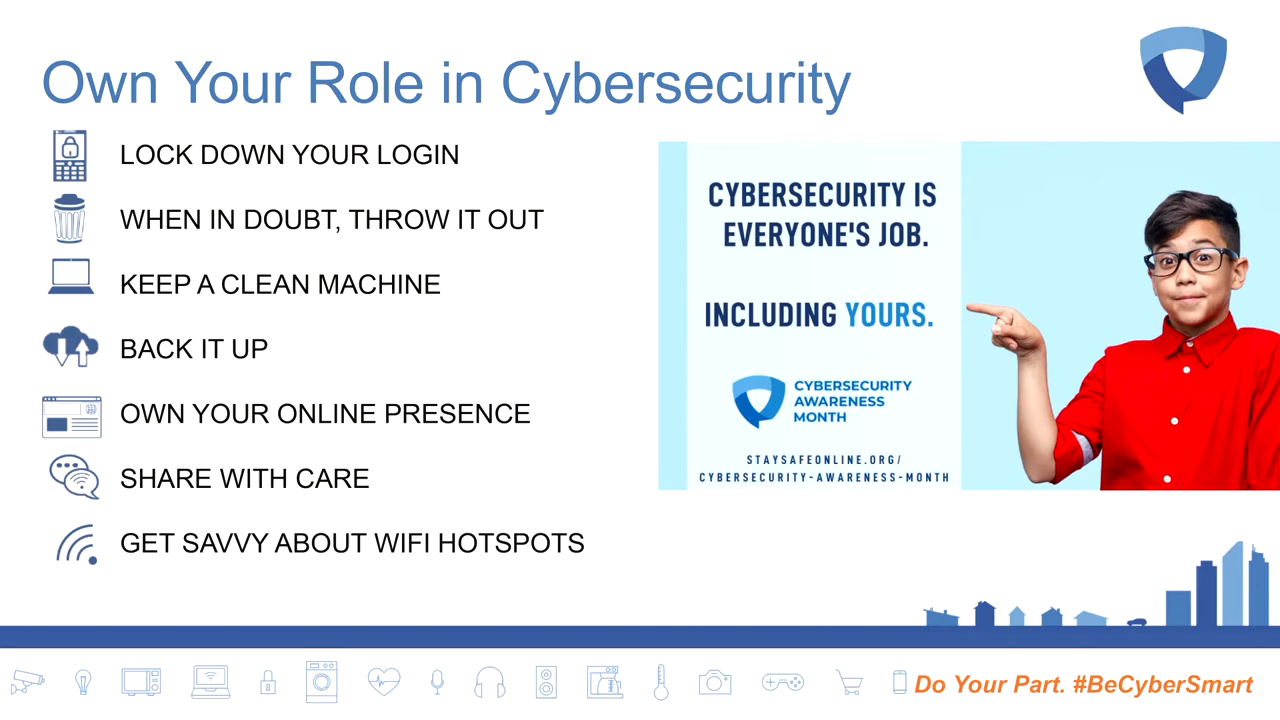 Own Your Role in Cybersecurity
LOCK DOWN YOUR LOGIN
WHEN IN DOUBT, THROW IT OUT
KEEP A CLEAN MACHINE
BACK IT UP
OWN YOUR ONLINE PRESENCE
SHARE WITH CARE
GET SAVVY ABOUT WIFI HOTSPOTS
CYBERSECURITY IS
EVERYONE'S JOB.
INCLUDING YOURS.
CYBERSECURITY
AWARENESS
MONTH
STAYSAFEONLINE.ORG/
CYBERSECURITY-AWARENESS-MONTH
Do Your Part. #BeCyberSmart